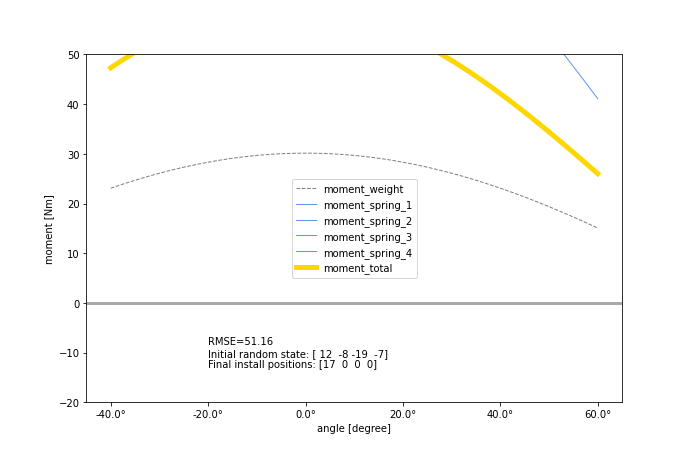 50
40
30
20
10
0
−10
−20
moment [Nm]
moment_weight
moment_spring_1
moment_spring_2
moment_spring_3
moment_spring_4
moment_total
RMSE=51.16
Initial random state: [ 12  -8 -19  -7]
Final install positions: [17  0  0  0]
-40.0° -20.0° 0.0° 20.0° 40.0° 60.0°
angle [degree]